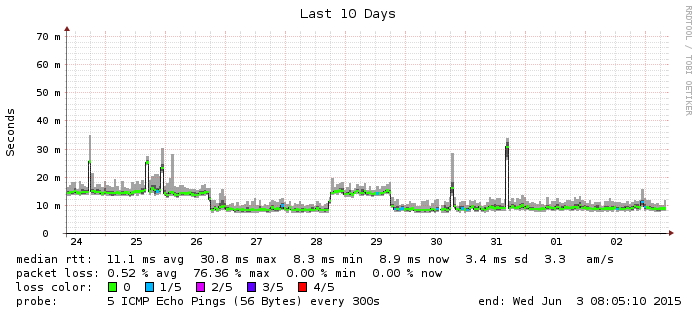 Last 10 Days
RRDTOOL / TOBI OETIKER
Seconds
70 m
60 m
50 m
40 m
30 m
20 m
10 m
0
24 25 26 27 28 29 30 31 01 02
median rtt: 11.1 ms avg 30.8 ms max 8.3 ms min 8.9 ms now 3.4 ms sd 3.3 am/s
packet loss: 0.52 % avg 76.36 % max 0.00 % min 0.00 % now
loss color: 0 1/5 2/5 3/5 4/5
probe: 5 ICMP Echo Pings (56 Bytes) every 300s end: Wed Jun 3 08:05:10 2015